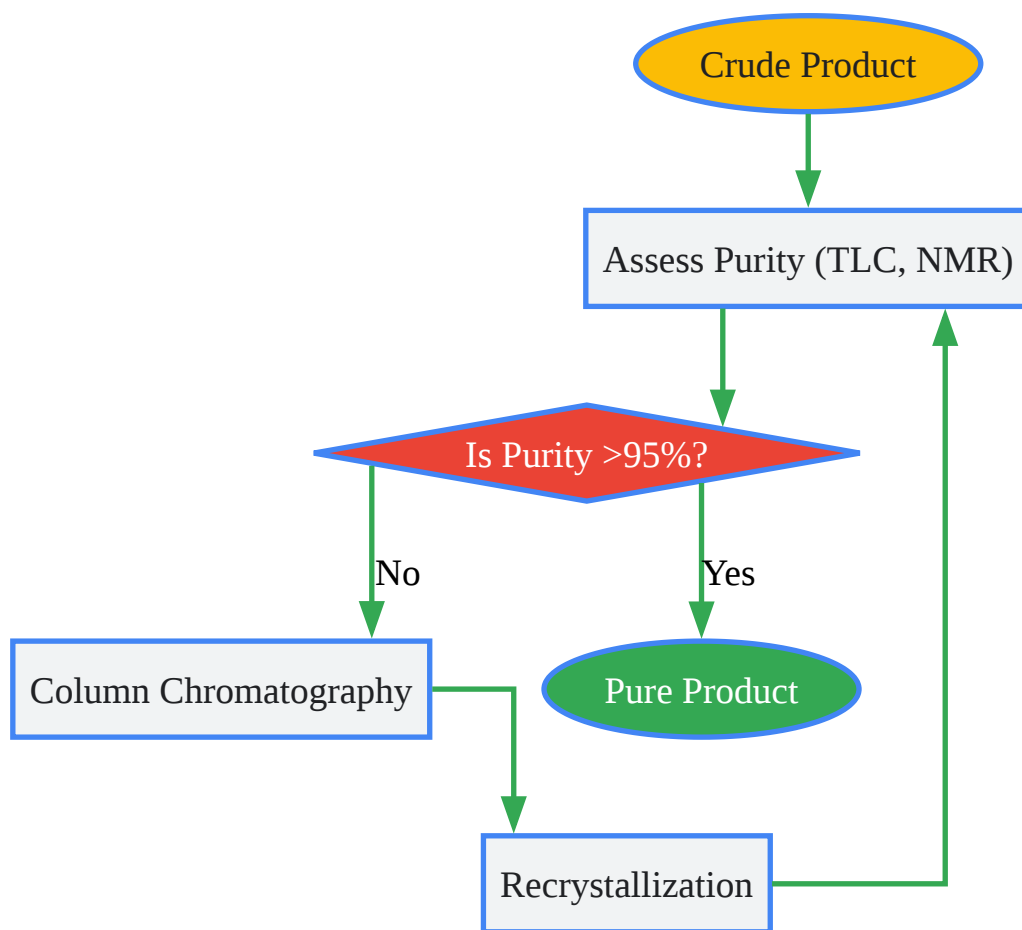 Crude Product
Assess Purity (TLC, NMR)
Is Purity >95%?
No
Yes
Column Chromatography
Pure Product
Recrystallization